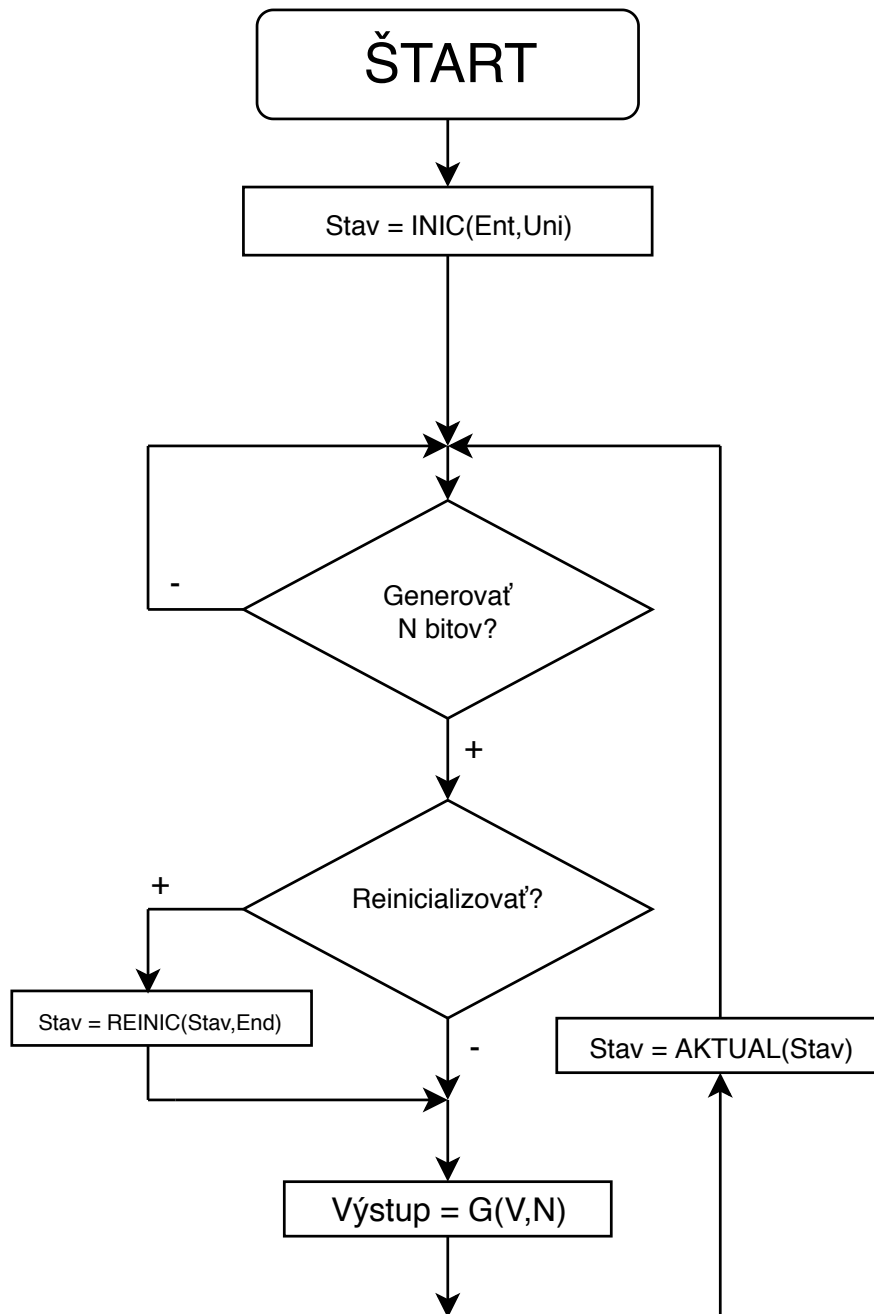 ŠTART
Stav = INIC(Ent,Uni)
-
Generovať
N bitov?
+
Reinicializovať?
+
Stav = REINIC(Stav,End)
-
Stav = AKTUAL(Stav)
Výstup = G(V,N)